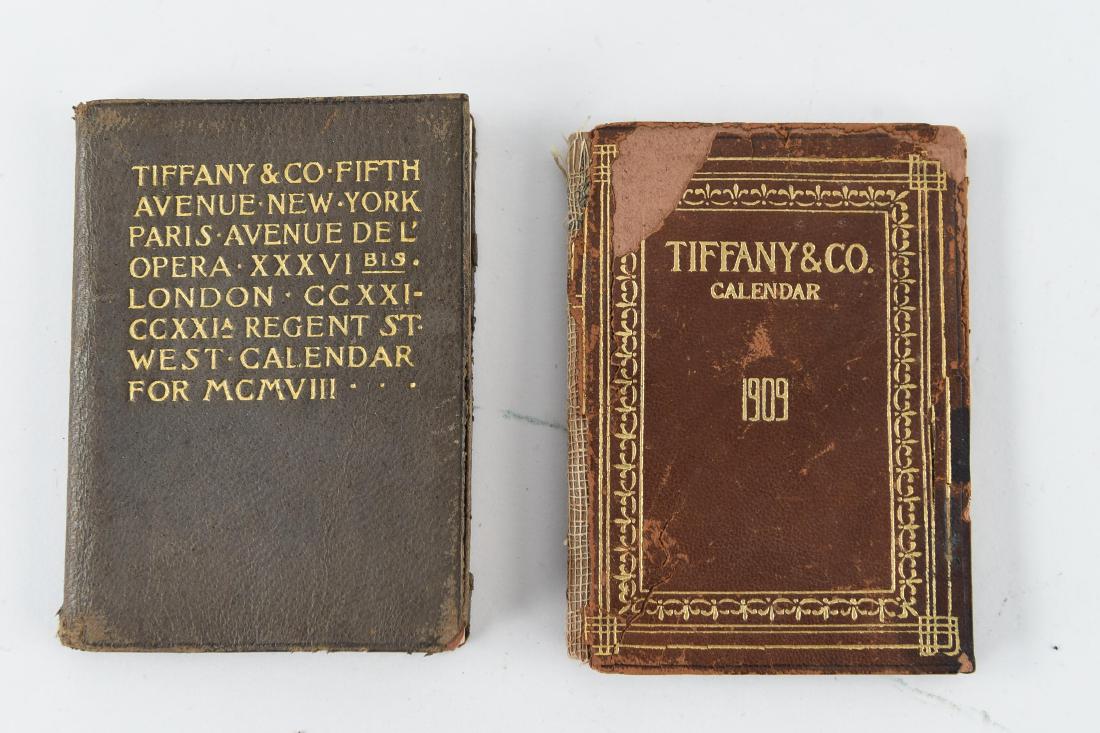 TIFFANY & CO · FIFTH
AVENUE · NEW · YORK
PARIS · AVENUE DE L'
OPERA · XXXVI BIS ·
LONDON · CCXXI-
CCXXIA REGENT ST·
WEST · CALENDAR
FOR MCMVIII · · ·
TIFFANY & CO.
CALENDAR
1909